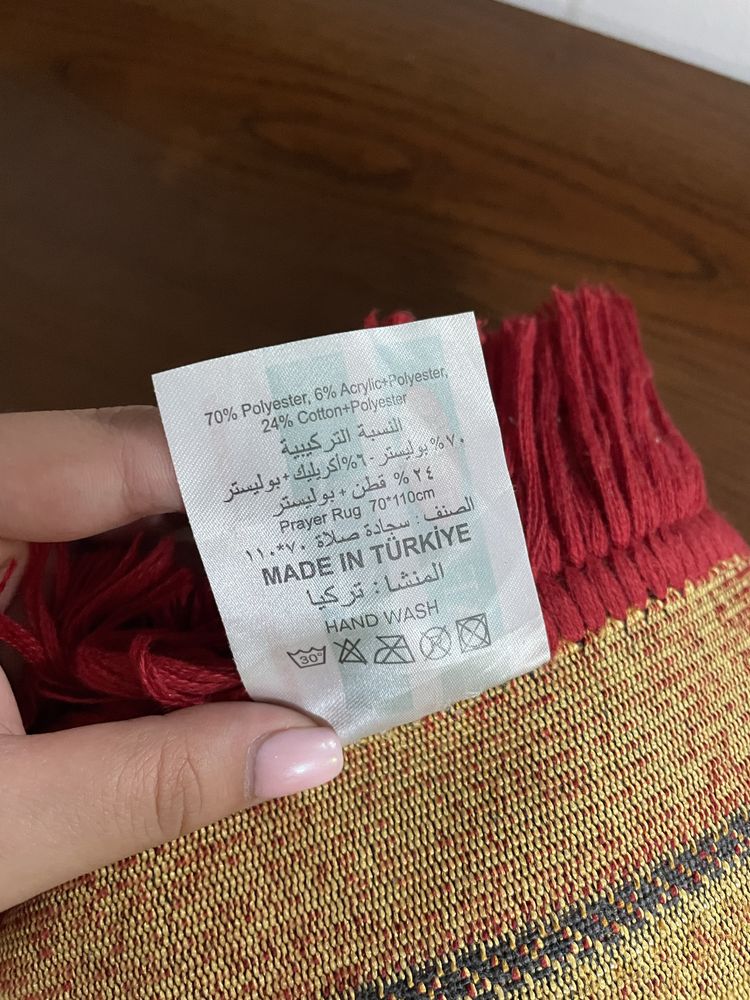 70% Polyester, 6% Acrylic+Polyester,
24% Cotton+Polyester
النسبة التركيبية
٧٠% بوليستر - ٦% أكريليك + بوليستر
٢٤ % قطن + بوليستر
Prayer Rug 70*110cm
الصنف : سجادة صلاة ٧٠*١١٠
MADE IN TÜRKİYE
المنشا : تركيا
HAND WASH
30°